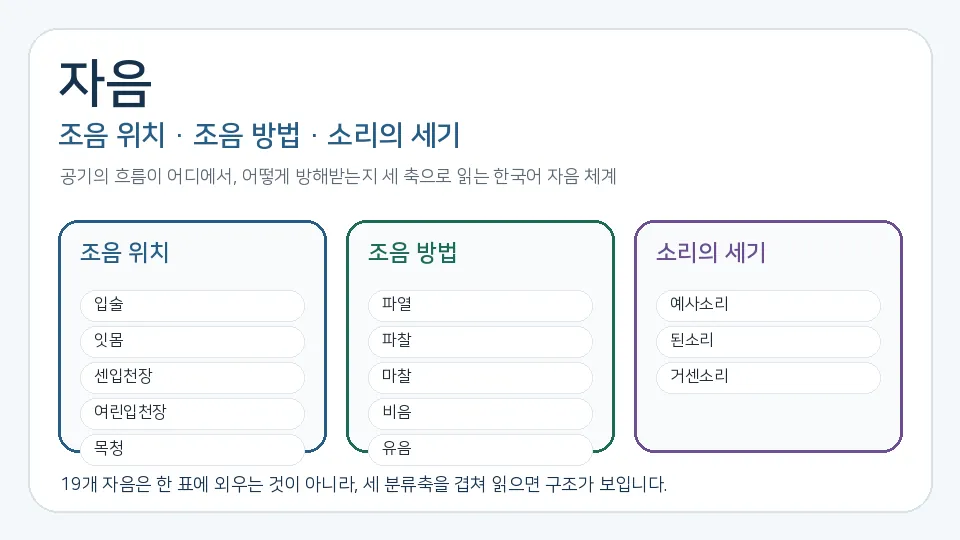 자음
조음 위치 · 조음 방법 · 소리의 세기
공기의 흐름이 어디에서, 어떻게 방해받는지 세 축으로 읽는 한국어 자음 체계
조음 위치
입술
잇몸
센입천장
여린입천장
목청
조음 방법
파열
파찰
마찰
비음
유음
소리의 세기
예사소리
된소리
거센소리
19개 자음은 한 표에 외우는 것이 아니라, 세 분류축을 겹쳐 읽으면 구조가 보입니다.